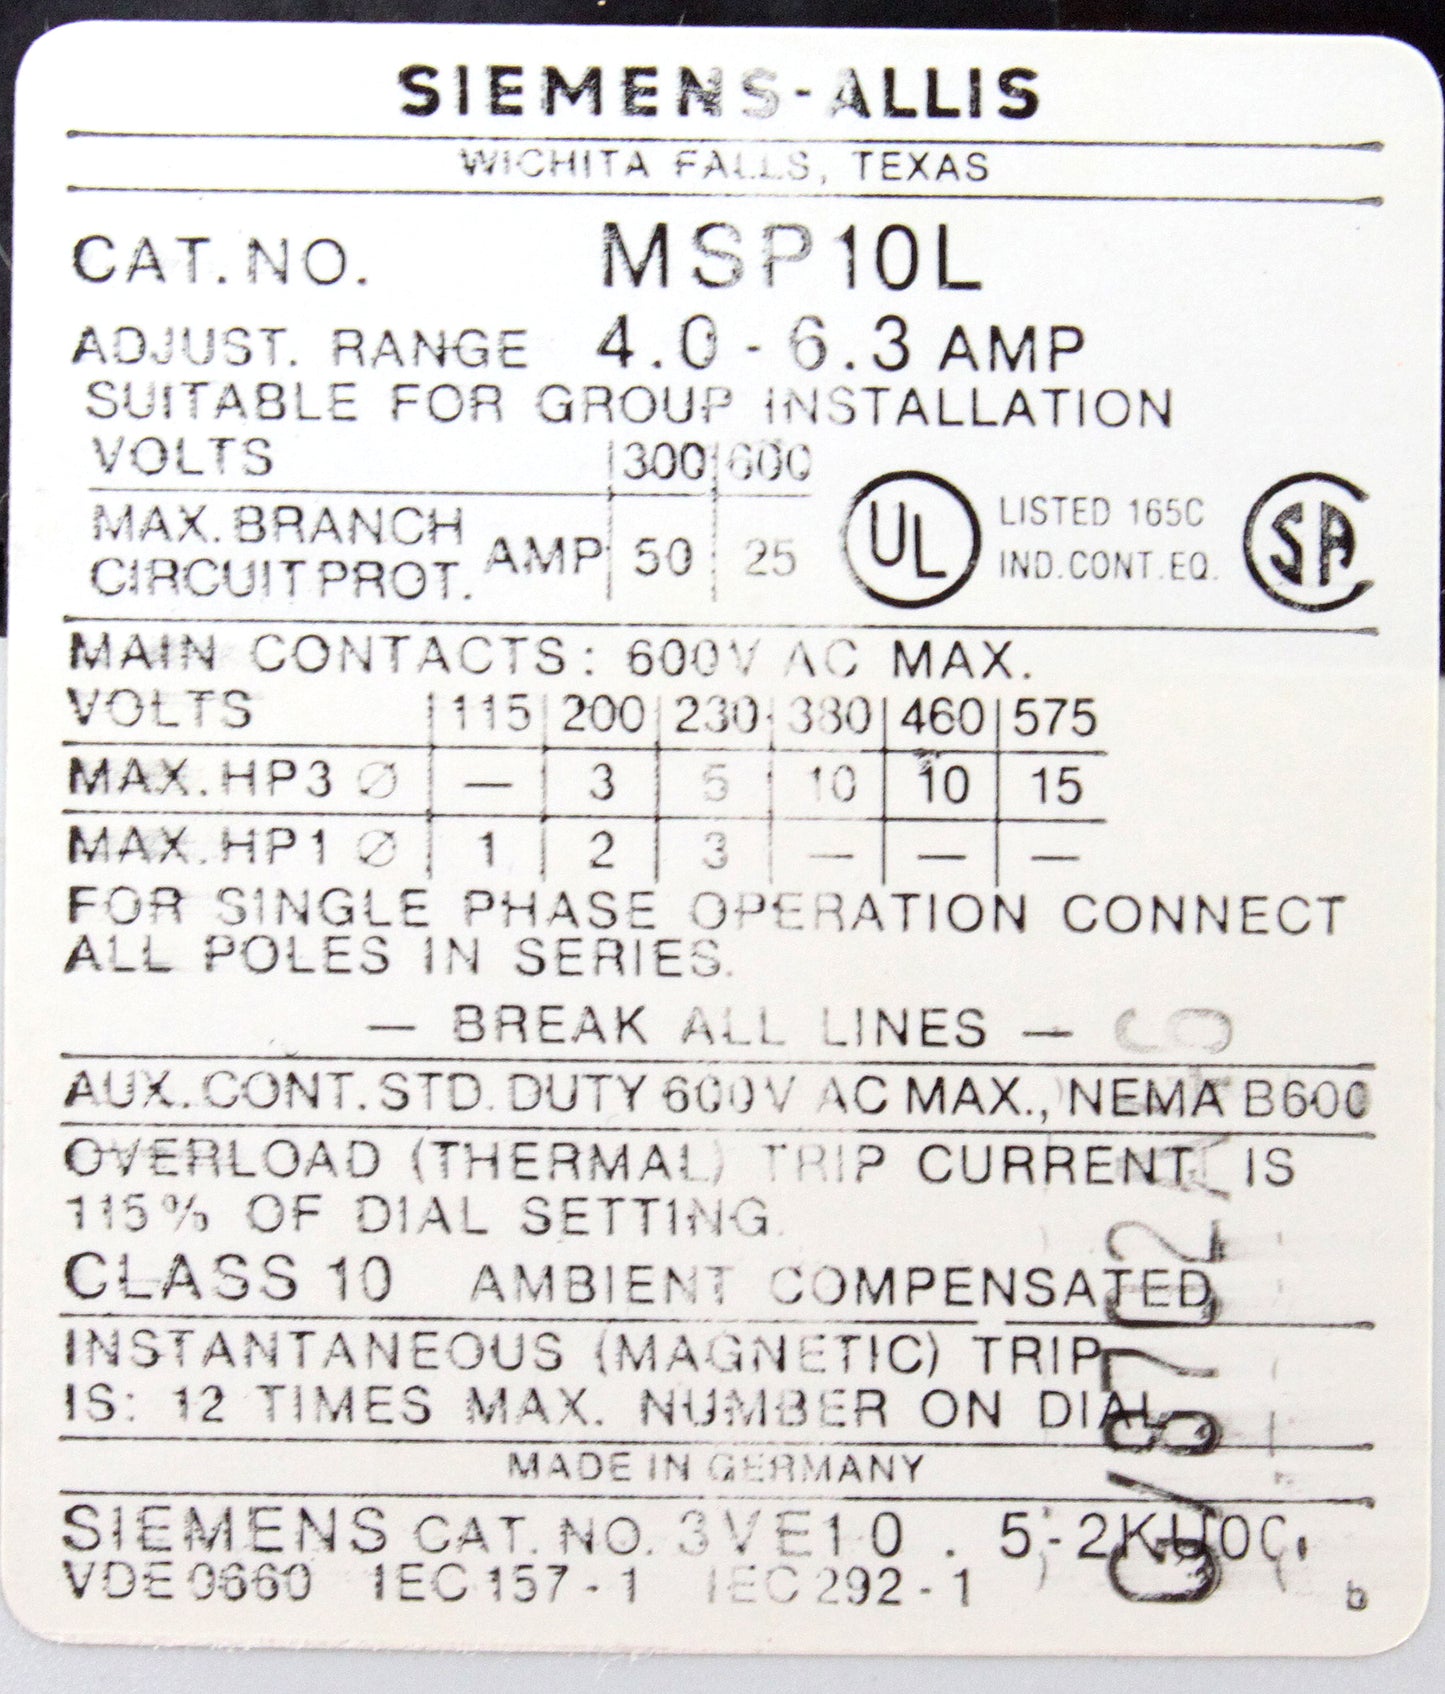 SIEMENS-ALLIS
WICHITA FALLS, TEXAS
CAT.NO. MSP10L
ADJUST. RANGE 4.0 - 6.3 AMP
SUITABLE FOR GROUP INSTALLATION
VOLTS 300 600
MAX. BRANCH CIRCUIT PROT. AMP 50 25
UL LISTED 165C
IND.CONT.EQ.
SA
MAIN CONTACTS: 600V AC MAX.
VOLTS 115 200 230 380 460 575
MAX.HP3 Ø — 3 5 10 10 15
MAX.HP1 Ø 1 2 3 — — —
FOR SINGLE PHASE OPERATION CONNECT
ALL POLES IN SERIES.
— BREAK ALL LINES —
AUX.CONT.STD.DUTY 600V AC MAX., NEMA B600
OVERLOAD (THERMAL) TRIP CURRENT IS
115% OF DIAL SETTING
CLASS 10 AMBIENT COMPENSATED
INSTANTANEOUS (MAGNETIC) TRIP
IS: 12 TIMES MAX. NUMBER ON DIAL
MADE IN GERMANY
SIEMENS CAT. NO. 3VE10 . 5-2KU00.
VDE 0660 IEC 157-1 IEC 292-1
b